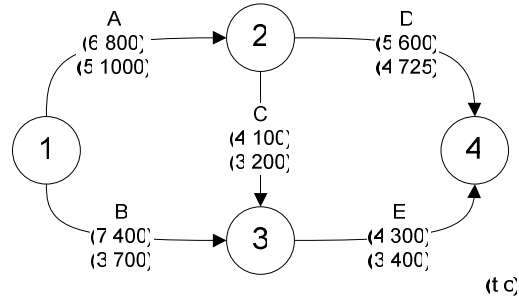 A
(6 800)
(5 1000)
2
D
(5 600)
(4 725)
1
C
(4 100)
(3 200)
4
B
(7 400)
(3 700)
3
E
(4 300)
(3 400)
(t c)